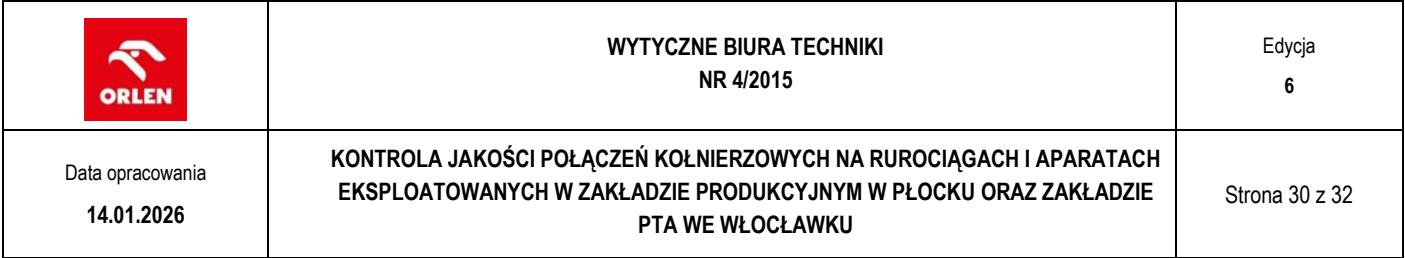 ORLEN
WYTYCZNE BIURA TECHNIKI
NR 4/2015
Edycja
6
Data opracowania
14.01.2026
KONTROLA JAKOŚCI POŁĄCZEŃ KOŁNIERZOWYCH NA RUROCIĄGACH I APARATACH
EKSPLOATOWANYCH W ZAKŁADZIE PRODUKCYJNYM W PŁOCKU ORAZ ZAKŁADZIE
PTA WE WŁOCŁAWKU
Strona 30 z 32